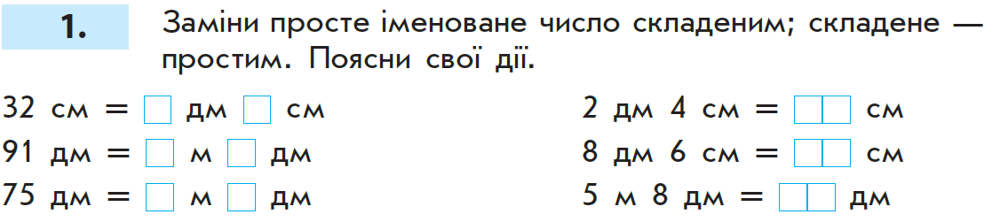 1. Заміни просте іменоване число складеним; складене —
простим. Поясни свої дії.
32 см = □ дм □ см 2 дм 4 см = □□ см
91 дм = □ м □ дм 8 дм 6 см = □□ см
75 дм = □ м □ дм 5 м 8 дм = □□ дм